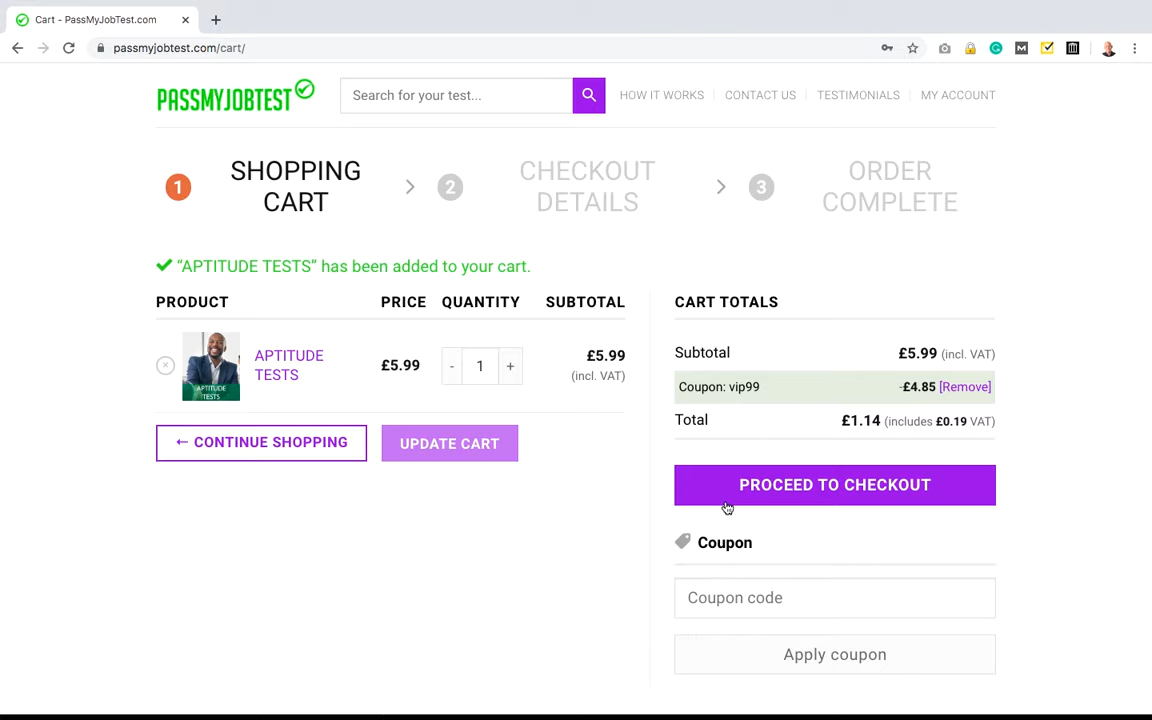 Cart - PassMyJobTest.com
passmyjobtest.com/cart/
PASSMYJOBTEST
Search for your test...
HOW IT WORKS
CONTACT US
TESTIMONIALS
MY ACCOUNT
1
SHOPPING
CART
2
CHECKOUT
DETAILS
3
ORDER
COMPLETE
“APTITUDE TESTS” has been added to your cart.
PRODUCT PRICE QUANTITY SUBTOTAL
APTITUDE
TESTS
APTITUDE
TESTS
£5.99
- 1 +
£5.99
(incl. VAT)
← CONTINUE SHOPPING
UPDATE CART
CART TOTALS
Subtotal £5.99 (incl. VAT)
Coupon: vip99 -£4.85 [Remove]
Total £1.14 (includes £0.19 VAT)
PROCEED TO CHECKOUT
Coupon
Coupon code
Apply coupon